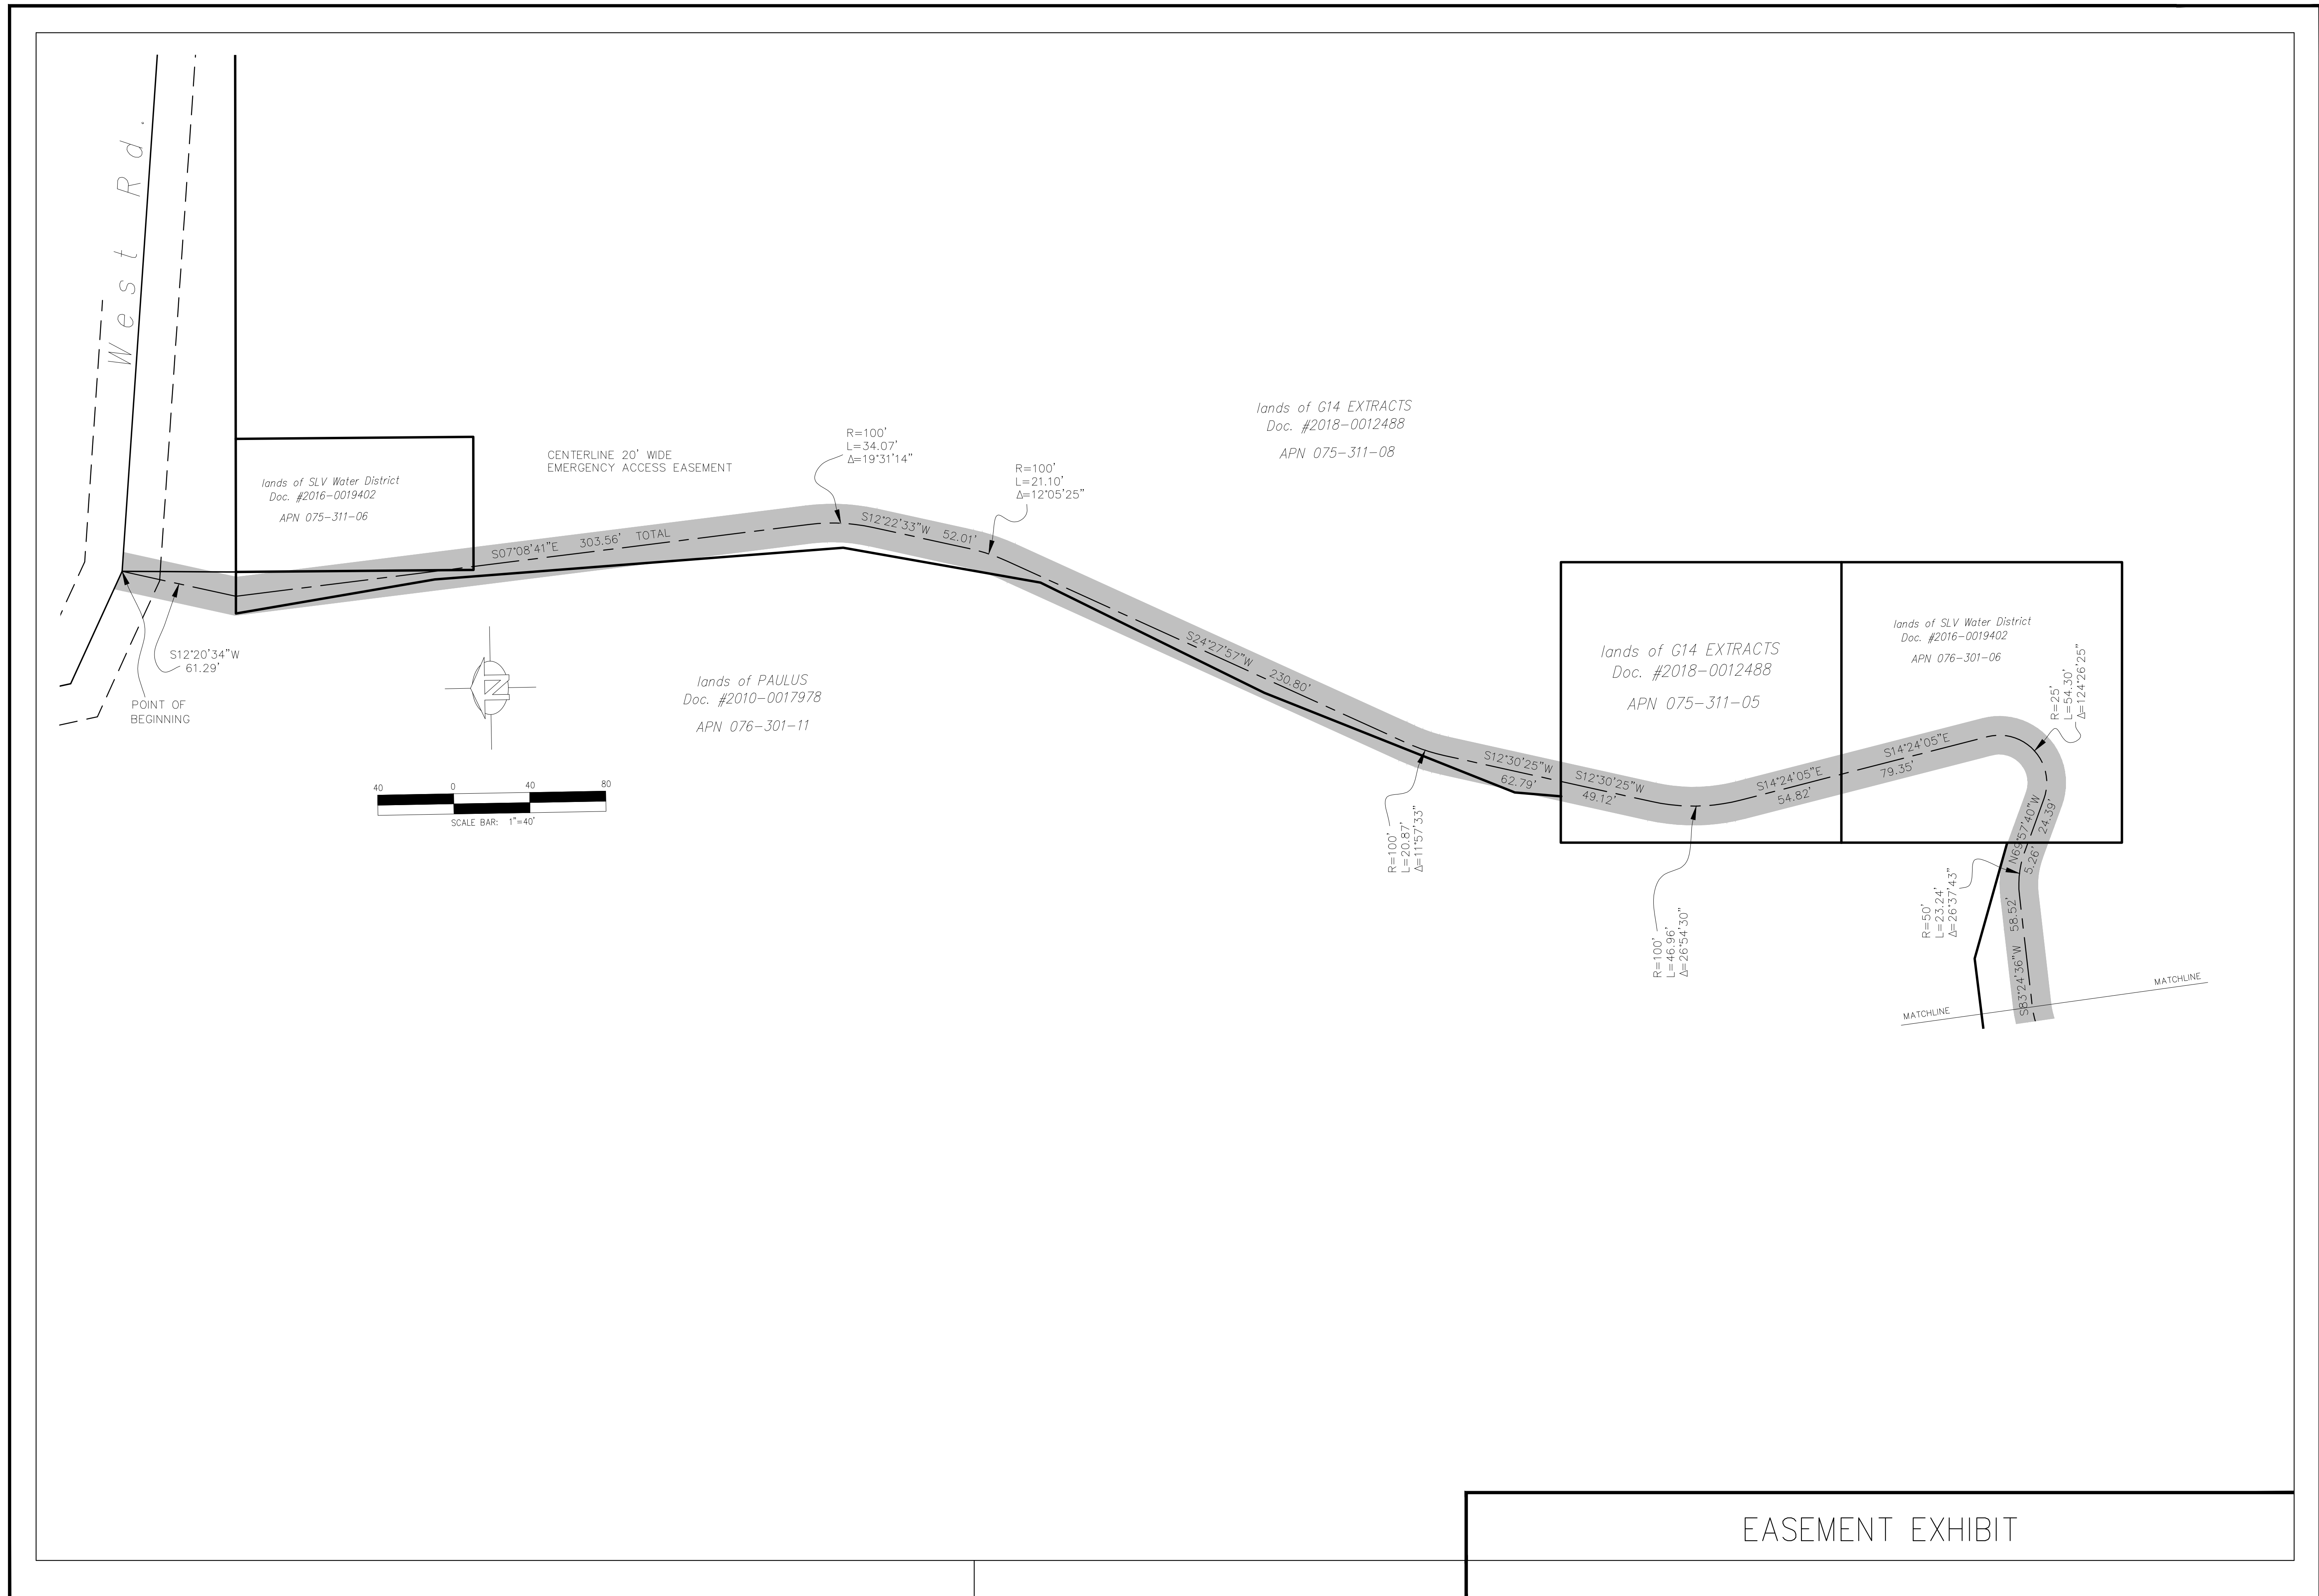 West Rd.
lands of SLV Water District
Doc. #2016-0019402
APN 075-311-06
CENTERLINE 20' WIDE
EMERGENCY ACCESS EASEMENT
R=100'
L=34.07'
Δ=19°31'14"
R=100'
L=21.10'
Δ=12°05'25"
lands of G14 EXTRACTS
Doc. #2018-0012488
APN 075-311-08
S07°08'41"E 303.56' TOTAL
S12°22'33"W 52.01'
S12°20'34"W
61.29'
POINT OF
BEGINNING
N
lands of PAULUS
Doc. #2010-0017978
APN 076-301-11
40 0 40 80
SCALE BAR: 1"=40'
S24°27'57"W 230.80'
R=100'
L=20.87'
Δ=11°57'33"
S12°30'25"W
62.79'
S12°30'25"W
49.12'
lands of G14 EXTRACTS
Doc. #2018-0012488
APN 075-311-05
R=100'
L=46.96'
Δ=26°54'30"
S14°24'05"E
54.82'
S14°24'05"E
79.35'
lands of SLV Water District
Doc. #2016-0019402
APN 076-301-06
R=25'
L=54.30'
Δ=124°26'25"
N69°57'40"W
24.39'
5.26'
R=50'
L=23.24'
Δ=26°37'43"
S83°24'36"W 58.52'
MATCHLINE
MATCHLINE
EASEMENT EXHIBIT